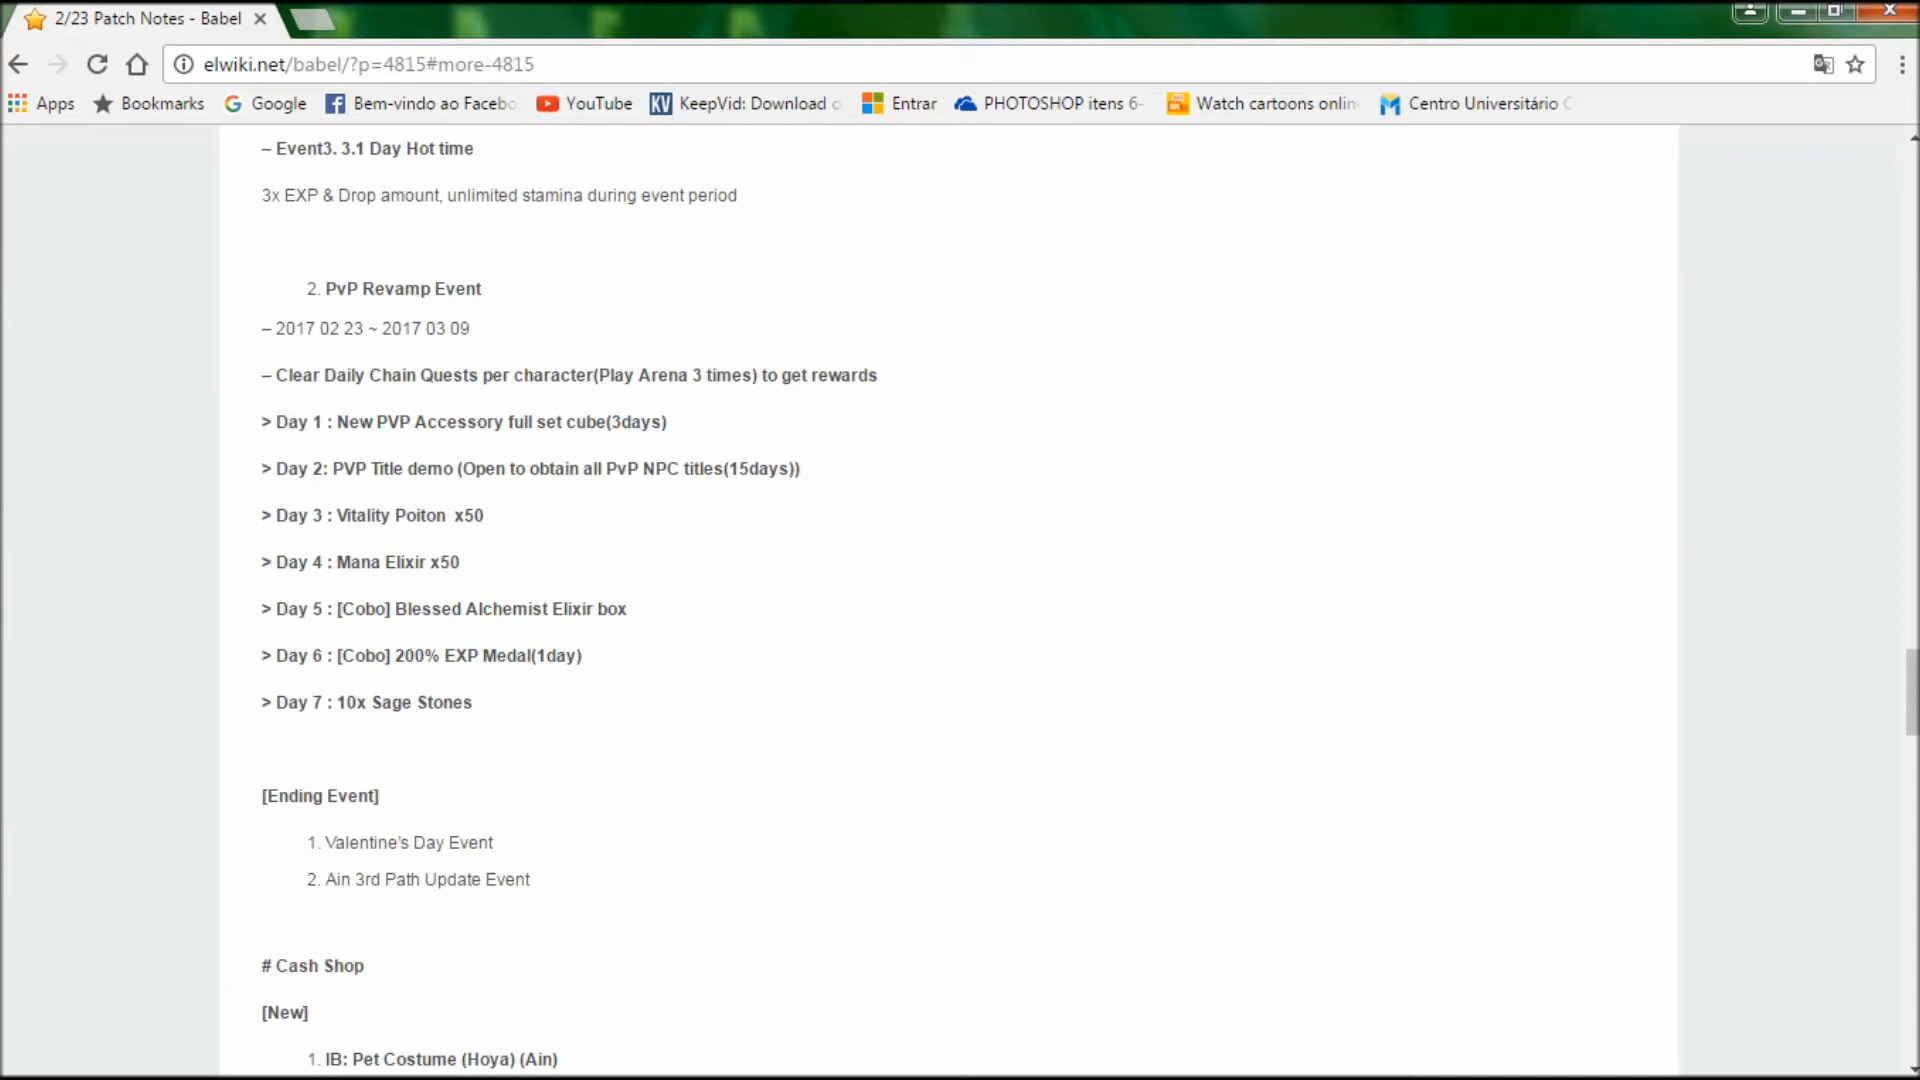 2/23 Patch Notes - Babel
elwiki.net/babel/?p=4815#more-4815
Apps Bookmarks Google Bem-vindo ao Facebo YouTube KeepVid: Download o Entrar PHOTOSHOP itens 6- Watch cartoons onlin Centro Universitário C
– Event3. 3.1 Day Hot time
3x EXP & Drop amount, unlimited stamina during event period
2. PvP Revamp Event
– 2017 02 23 ~ 2017 03 09
– Clear Daily Chain Quests per character(Play Arena 3 times) to get rewards
> Day 1 : New PVP Accessory full set cube(3days)
> Day 2: PVP Title demo (Open to obtain all PvP NPC titles(15days))
> Day 3 : Vitality Poiton  x50
> Day 4 : Mana Elixir x50
> Day 5 : [Cobo] Blessed Alchemist Elixir box
> Day 6 : [Cobo] 200% EXP Medal(1day)
> Day 7 : 10x Sage Stones
[Ending Event]
1. Valentine's Day Event
2. Ain 3rd Path Update Event
# Cash Shop
[New]
1. IB: Pet Costume (Hoya) (Ain)